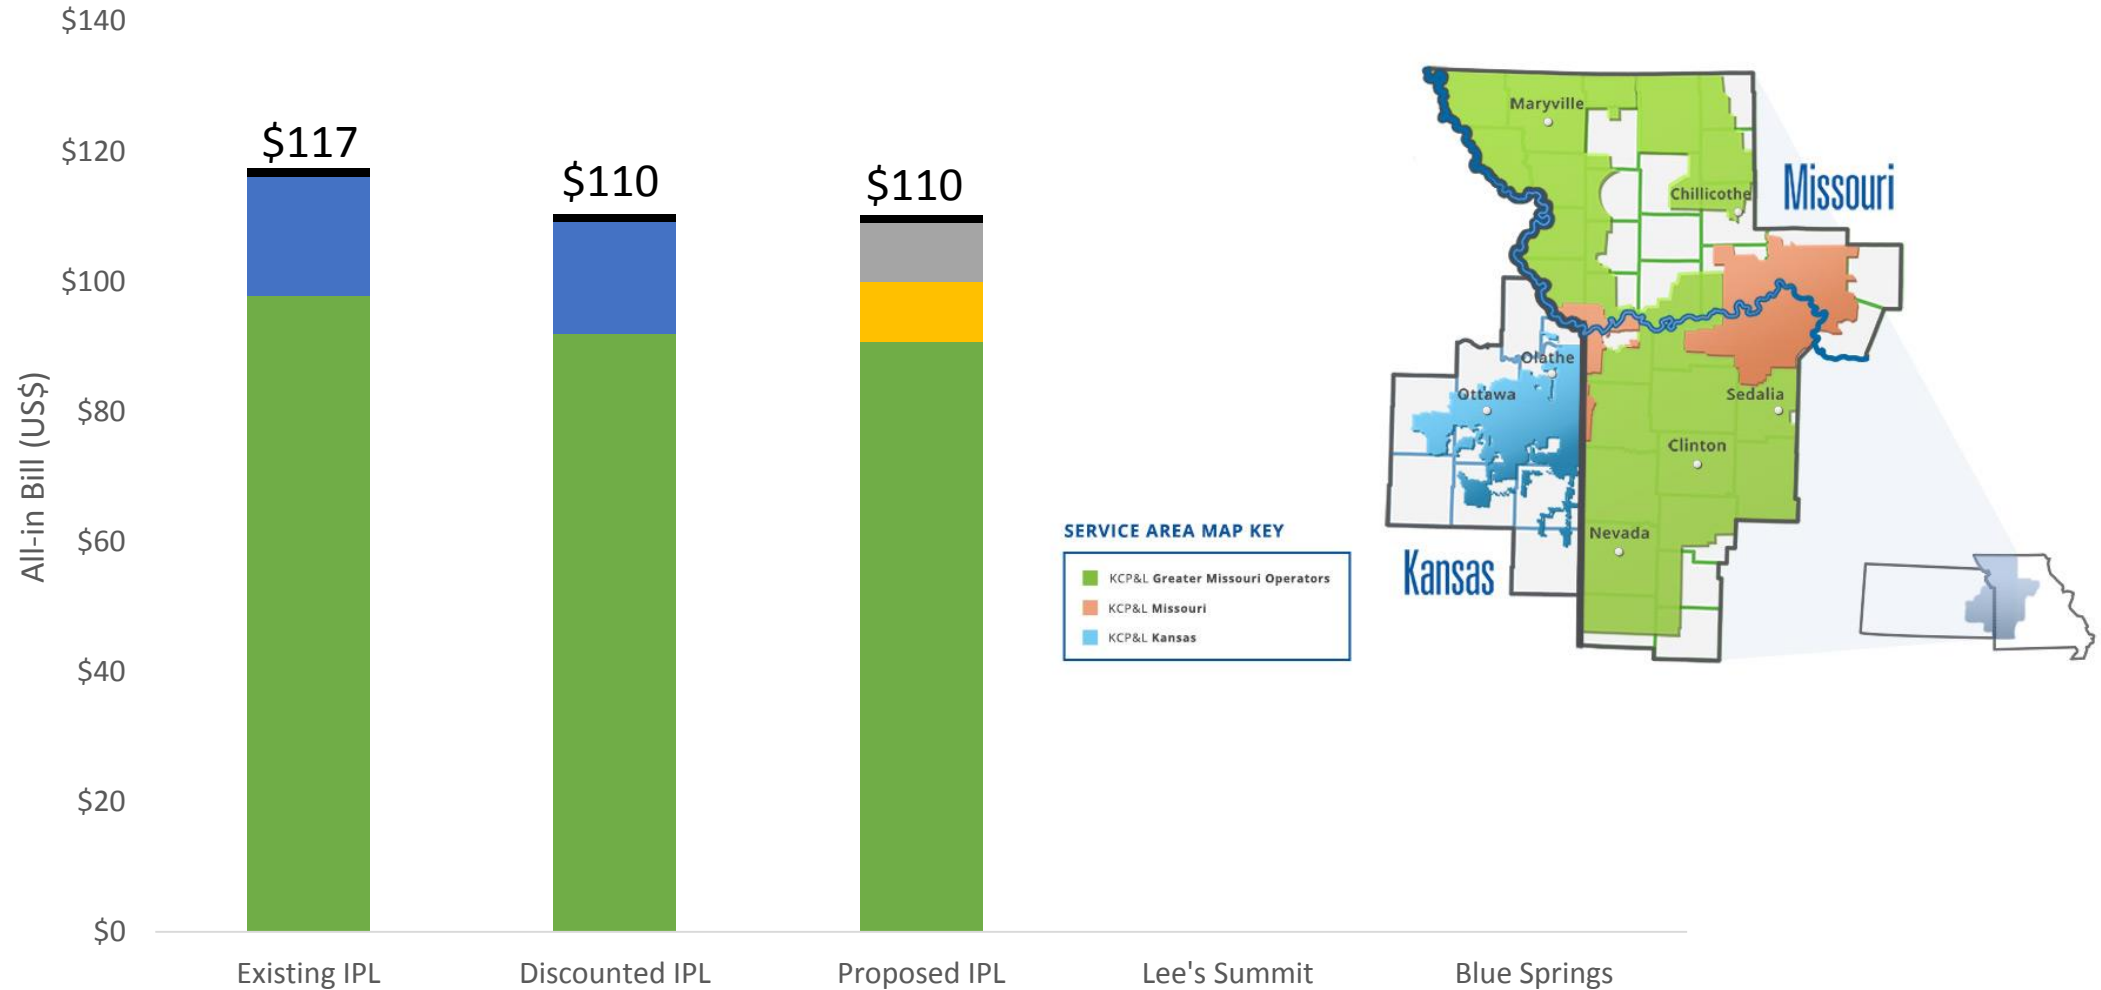 $140
$120
$100
$80
$60
$40
$20
$0
All-in Bill (US$)
$117
$110
$110
Existing IPL
Discounted IPL
Proposed IPL
Lee's Summit
Blue Springs
Maryville
Chillicothe
Missouri
Olathe
Ottawa
Sedalia
Clinton
Nevada
Kansas
SERVICE AREA MAP KEY
KCP&L Greater Missouri Operators
KCP&L Missouri
KCP&L Kansas